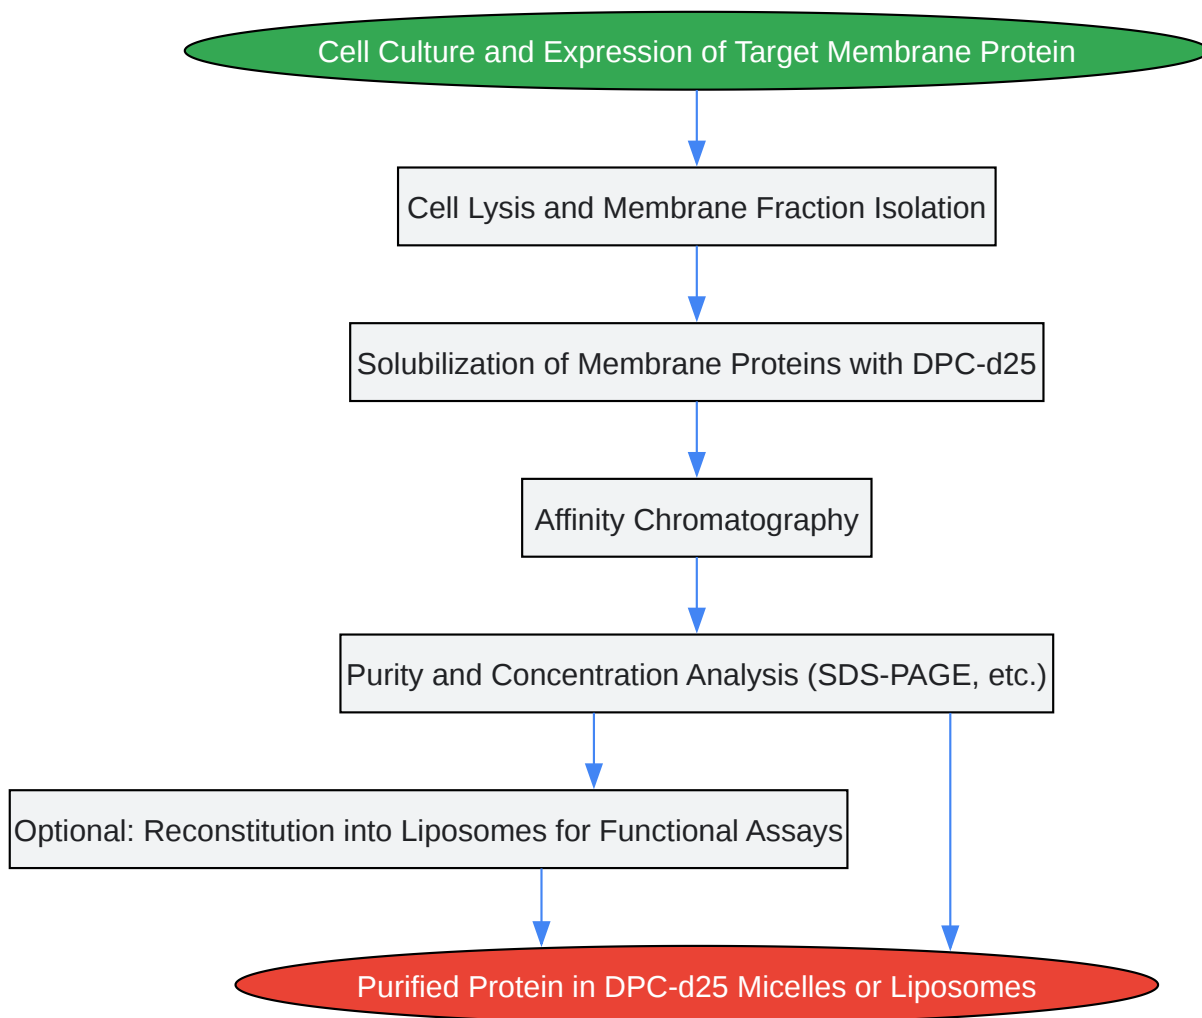 Cell Culture and Expression of Target Membrane Protein
Cell Lysis and Membrane Fraction Isolation
Solubilization of Membrane Proteins with DPC-d25
Affinity Chromatography
Purity and Concentration Analysis (SDS-PAGE, etc.)
Optional: Reconstitution into Liposomes for Functional Assays
Purified Protein in DPC-d25 Micelles or Liposomes